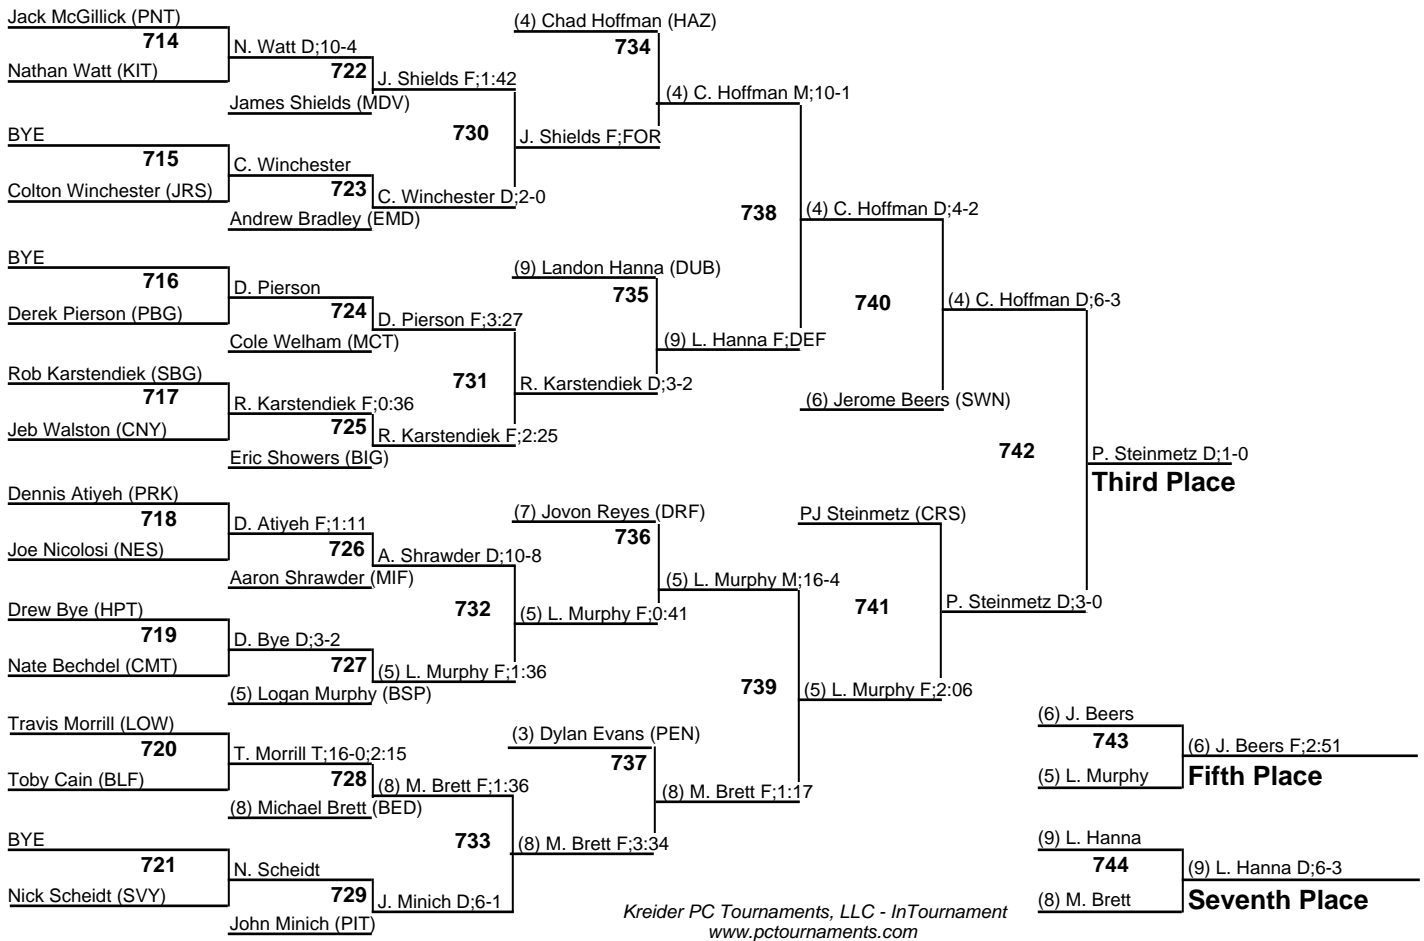 Jack McGillick (PNT)
714
Nathan Watt (KIT)
BYE
715
Colton Winchester (JRS)
BYE
716
Derek Pierson (PBG)
Rob Karstendiek (SBG)
717
Jeb Walston (CNY)
Dennis Atiyeh (PRK)
718
Joe Nicolosi (NES)
Drew Bye (HPT)
719
Nate Bechdel (CMT)
Travis Morrill (LOW)
720
Toby Cain (BLF)
BYE
721
Nick Scheidt (SVY)
N. Watt D;10-4
722
James Shields (MDV)
C. Winchester
723
Andrew Bradley (EMD)
D. Pierson
724
Cole Welham (MCT)
R. Karstendiek F;0:36
725
Eric Showers (BIG)
D. Atiyeh F;1:11
726
Aaron Shrawder (MIF)
D. Bye D;3-2
727
(5) Logan Murphy (BSP)
T. Morrill T;16-0;2:15
728
(8) Michael Brett (BED)
N. Scheidt
729
John Minich (PIT)
J. Shields F;1:42
730
C. Winchester D;2-0
D. Pierson F;3:27
731
R. Karstendiek F;2:25
A. Shrawder D;10-8
732
(5) L. Murphy F;1:36
(8) M. Brett F;1:36
733
J. Minich D;6-1
(4) Chad Hoffman (HAZ)
734
J. Shields F;FOR
(9) Landon Hanna (DUB)
735
R. Karstendiek D;3-2
(7) Jovon Reyes (DRF)
736
(5) L. Murphy F;0:41
(3) Dylan Evans (PEN)
737
(8) M. Brett F;3:34
(4) C. Hoffman M;10-1
738
(9) L. Hanna F;DEF
(5) L. Murphy M;16-4
739
(8) M. Brett F;1:17
(4) C. Hoffman D;4-2
740
(6) Jerome Beers (SWN)
PJ Steinmetz (CRS)
741
(5) L. Murphy F;2:06
(4) C. Hoffman D;6-3
742
P. Steinmetz D;3-0
P. Steinmetz D;1-0
Third Place
(6) J. Beers
743
(5) L. Murphy
(6) J. Beers F;2:51
Fifth Place
(9) L. Hanna
744
(8) M. Brett
(9) L. Hanna D;6-3
Seventh Place
Kreider PC Tournaments, LLC - InTournament
www.pctournaments.com